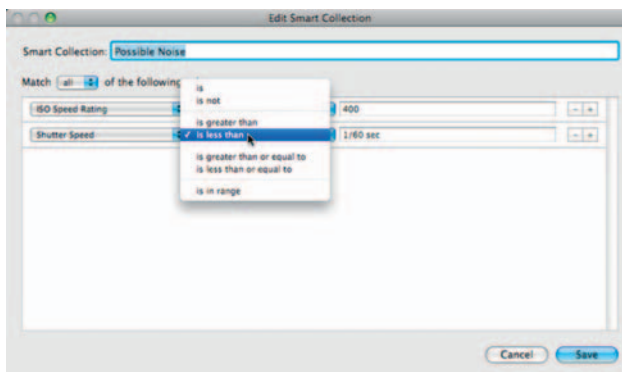 Edit Smart Collection
Smart Collection: Possible Noise
Match all of the following
is
is not
ISO Speed Rating 400
is greater than
Shutter Speed is less than 1/60 sec
is greater than or equal to
is less than or equal to
is in range
Cancel Save